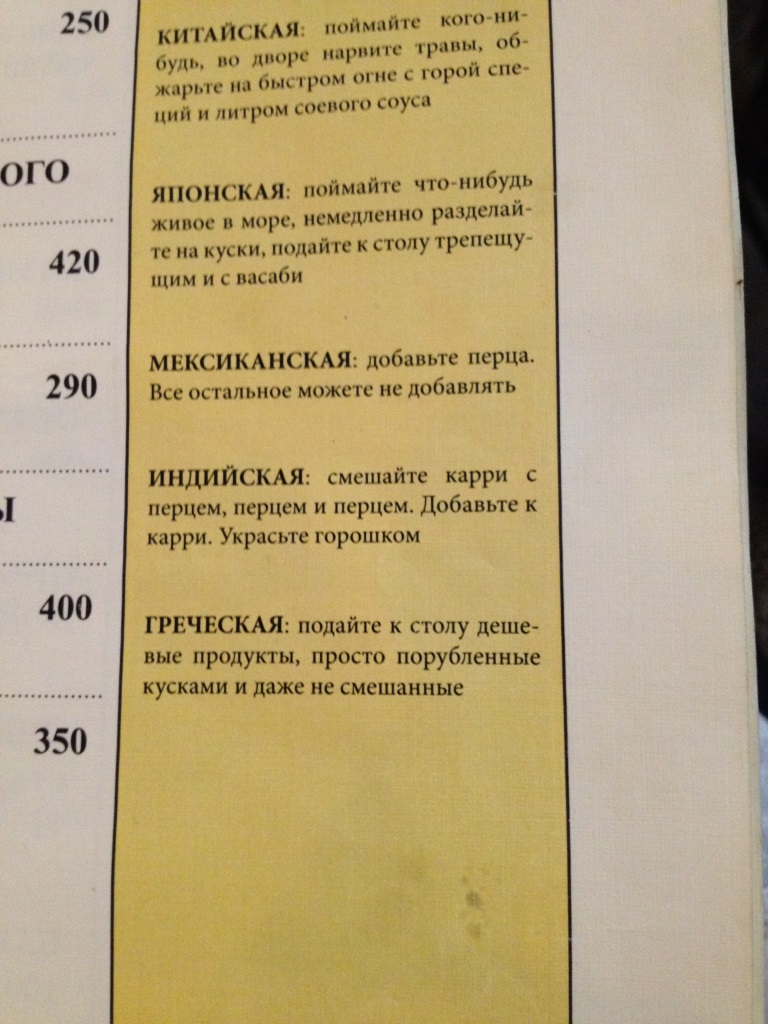 250
ОГО
420
290
Ы
400
350
КИТАЙСКАЯ: поймайте кого-ни-
будь, во дворе нарвите травы, об-
жарьте на быстром огне с горой спе-
ций и литром соевого соуса
ЯПОНСКАЯ: поймайте что-нибудь
живое в море, немедленно разделай-
те на куски, подайте к столу трепещу-
щим и с васаби
МЕКСИКАНСКАЯ: добавьте перца.
Все остальное можете не добавлять
ИНДИЙСКАЯ: смешайте карри с
перцем, перцем и перцем. Добавьте к
карри. Украсьте горошком
ГРЕЧЕСКАЯ: подайте к столу деше-
вые продукты, просто порубленные
кусками и даже не смешанные